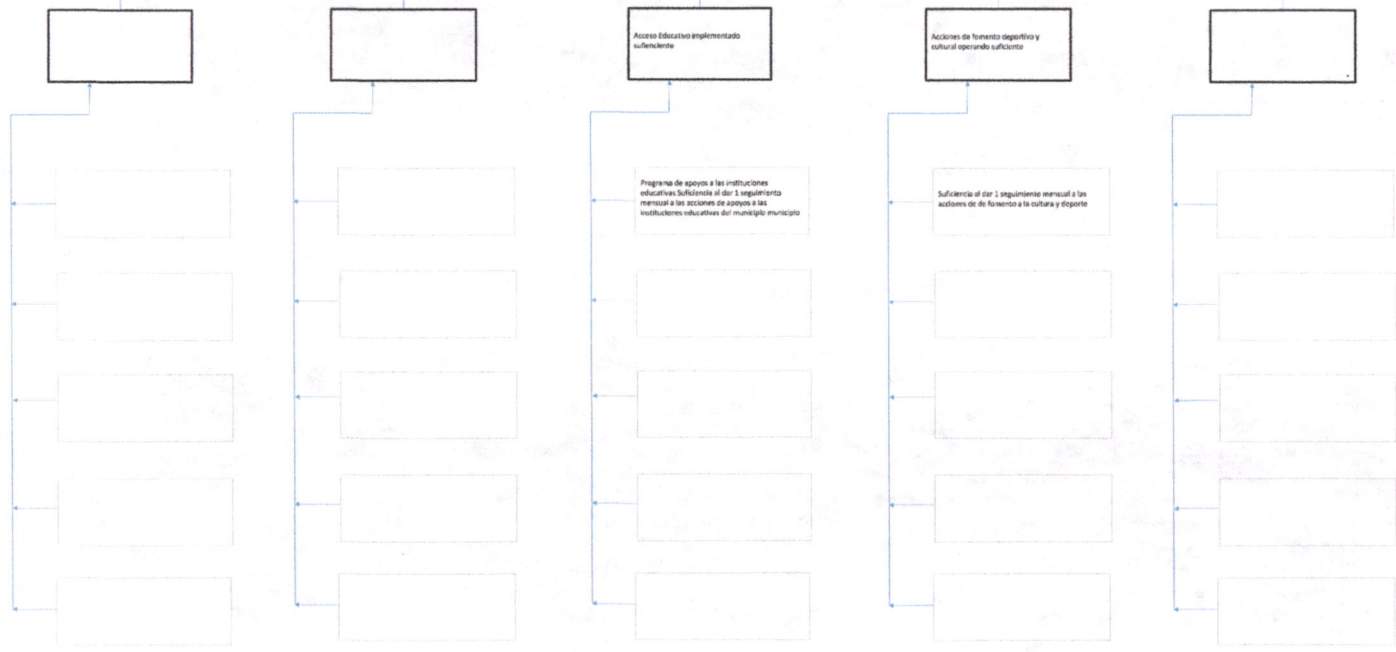 Acceso Educativo implementado
sufienciente
Acciones de fomento deportivo y
cultural operando suficiente
Programa de apoyos a las instituciones
educativas Suficiencia al dar 1 seguimiento
mensual a las acciones de apoyos a las
instituciones educativas del municipio municipio
Suficiencia al dar 1 seguimiento mensual a las
acciones de de fomento a la cultura y deporte